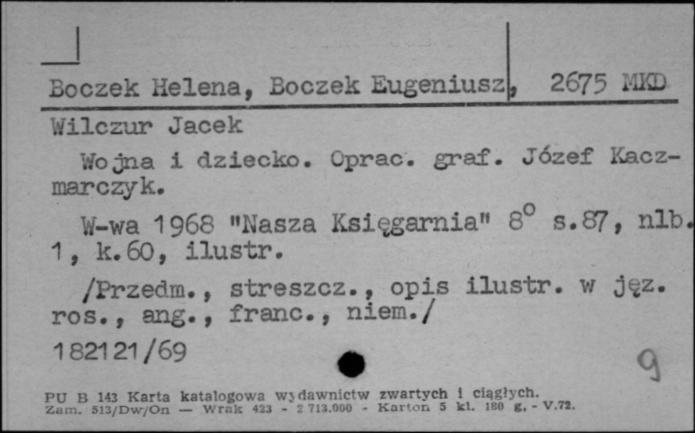 Boczek Helena, Boczek Eugeniusz, 2675 MKD
Wilczur Jacek
Wojna i dziecko. Oprac. graf. Józef Kacz-
marczyk.
W-wa 1968 "Nasza Księgarnia" 8° s.87, nlb.
1, k.60, ilustr.
/Przedm., streszcz., opis ilustr. w jęz.
ros., ang., franc., niem./
182121/69
9
PU B 143 Karta katalogowa wydawnictw zwartych i ciągłych.
Zam. 513/Dw/On — Wrak 423 - 2 713.000 - Karton 5 kl. 180 g. - V.72.